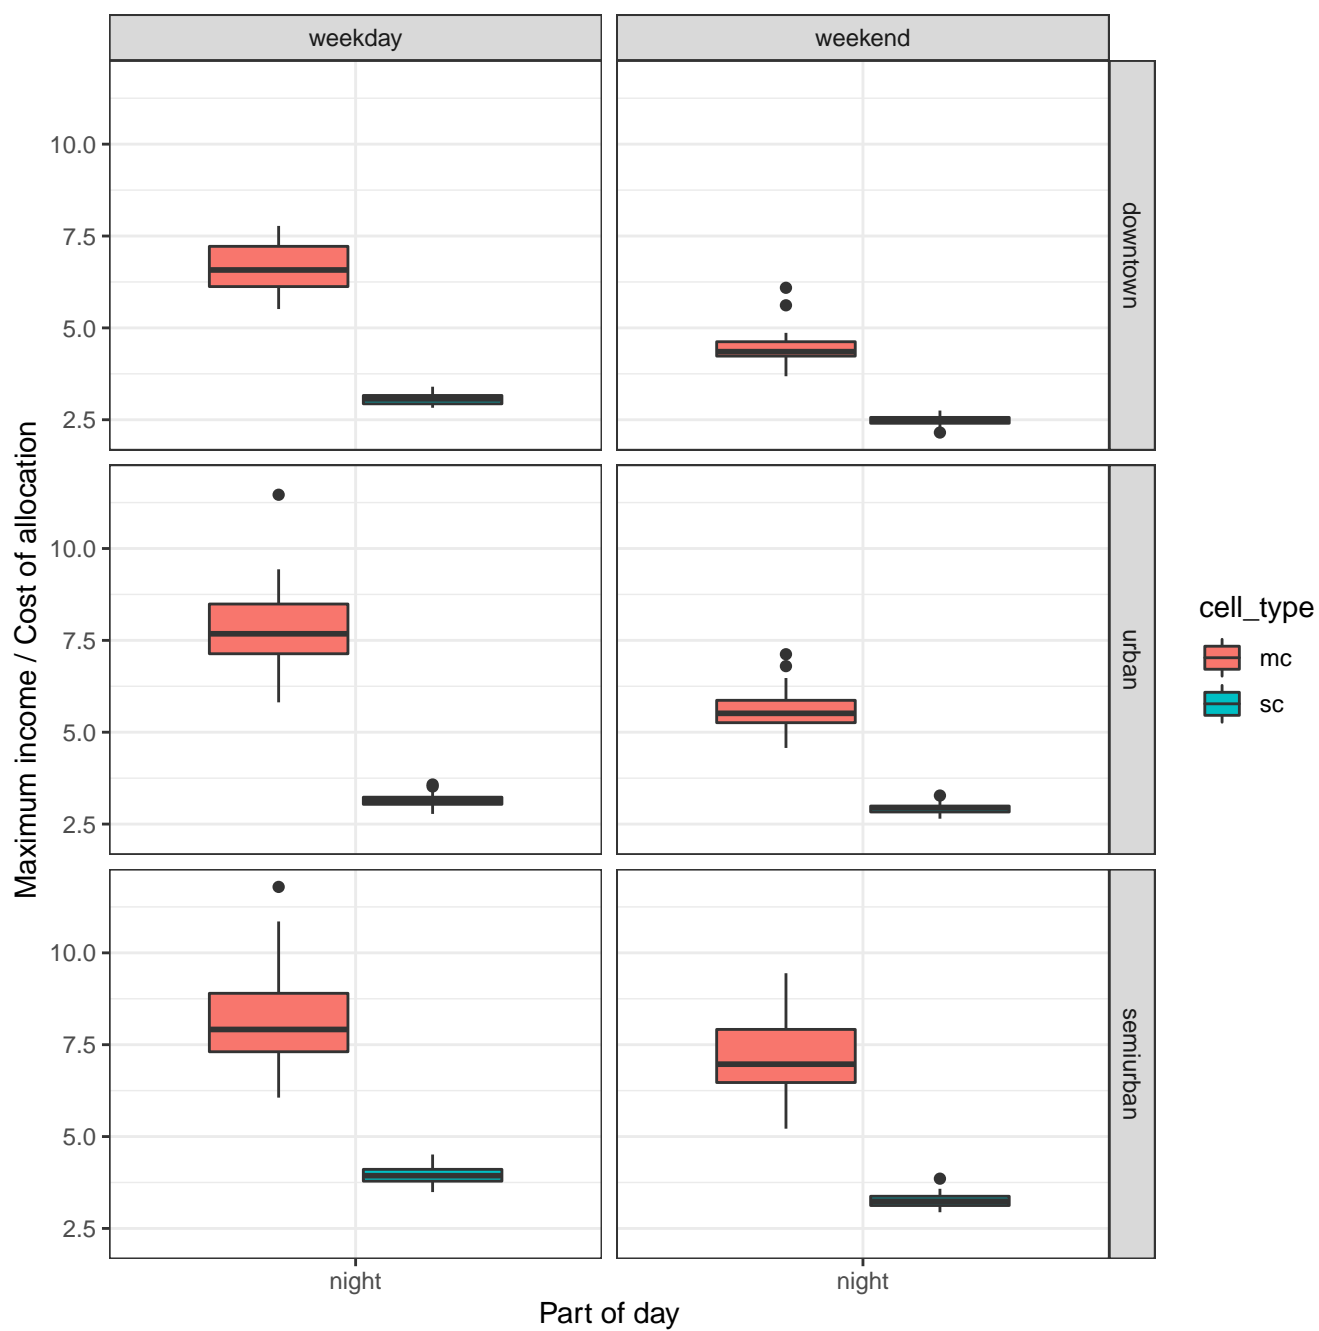 weekday
weekend
10.0
7.5
5.0
2.5
downtown
10.0
7.5
5.0
2.5
urban
10.0
7.5
5.0
2.5
semiurban
night
night
Part of day
Maximum income / Cost of allocation
cell_type
mc
sc